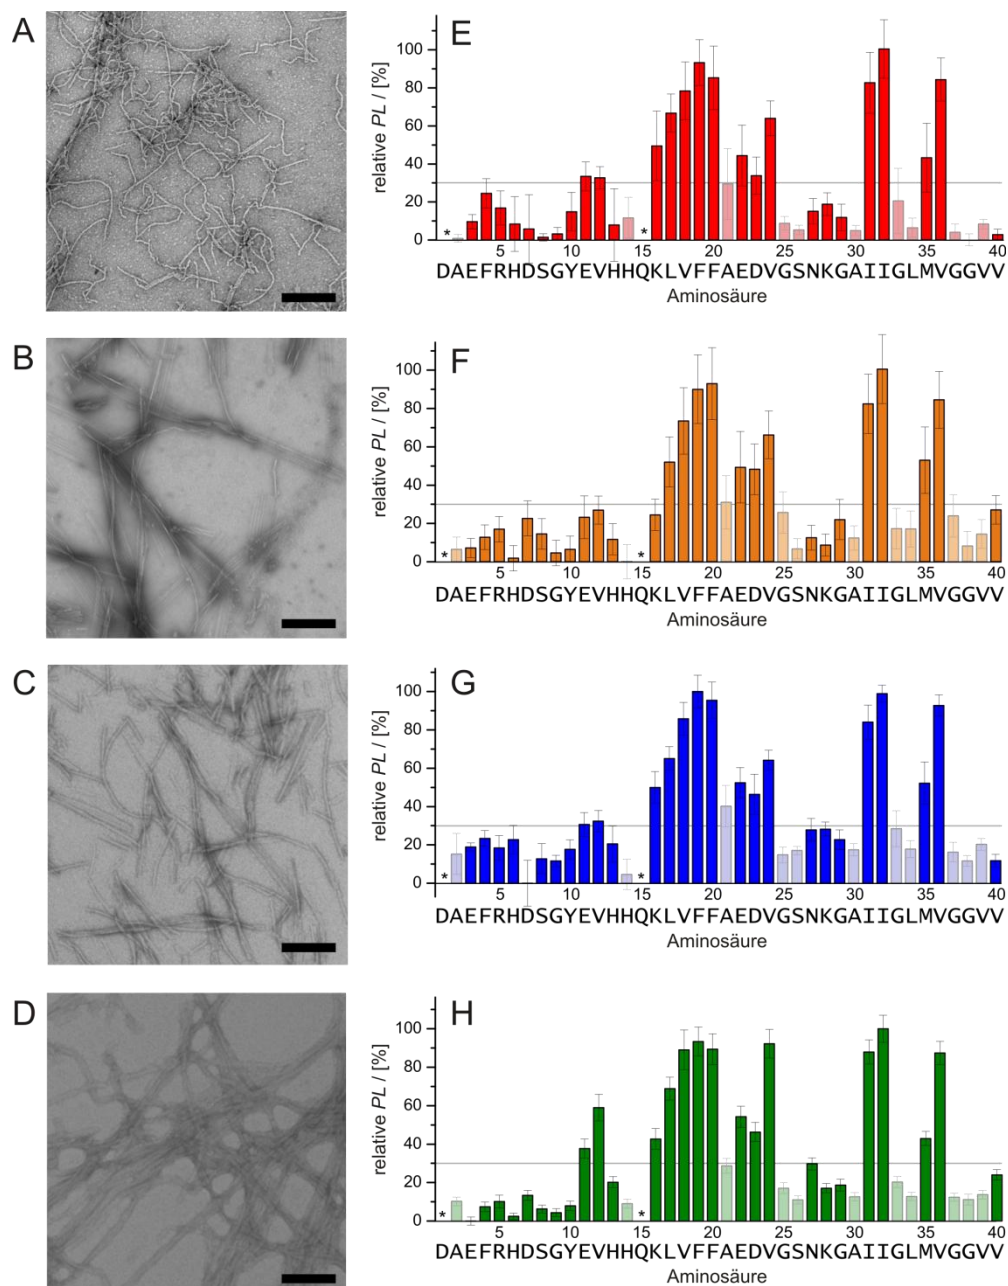 A
E
relative PL / [%]
100
80
60
40
20
0
* *
5 10 15 20 25 30 35 40
DAEFRHDSGYEVHHQKLVFFAEDVGSNKGAIIGLMVGGVV
Aminosäure
B
F
relative PL / [%]
100
80
60
40
20
0
* *
5 10 15 20 25 30 35 40
DAEFRHDSGYEVHHQKLVFFAEDVGSNKGAIIGLMVGGVV
Aminosäure
C
G
relative PL / [%]
100
80
60
40
20
0
* *
5 10 15 20 25 30 35 40
DAEFRHDSGYEVHHQKLVFFAEDVGSNKGAIIGLMVGGVV
Aminosäure
D
H
relative PL / [%]
100
80
60
40
20
0
* *
5 10 15 20 25 30 35 40
DAEFRHDSGYEVHHQKLVFFAEDVGSNKGAIIGLMVGGVV
Aminosäure